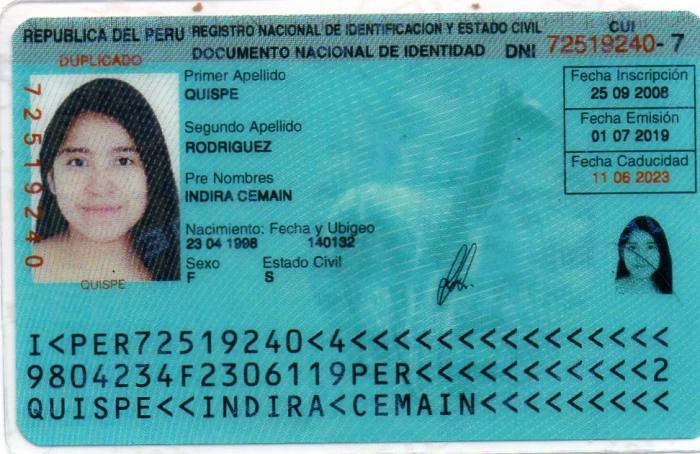 REPUBLICA DEL PERU REGISTRO NACIONAL DE IDENTIFICACION Y ESTADO CIVIL
DOCUMENTO NACIONAL DE IDENTIDAD DNI 72519240- 7
CUI
DUPLICADO
Primer Apellido
QUISPE
Segundo Apellido
RODRIGUEZ
Pre Nombres
INDIRA CEMAIN
Nacimiento: Fecha y Ubigeo
23 04 1998 140132
Sexo Estado Civil
F S
Fecha Inscripción
25 09 2008
Fecha Emisión
01 07 2019
Fecha Caducidad
11 06 2023
72519240
QUISPE
I<PER72519240<4<<<<<<<<<<<<<<<
9804234F2306119PER<<<<<<<<<<<2
QUISPE<<INDIRA<CEMAIN<<<<<<<<<